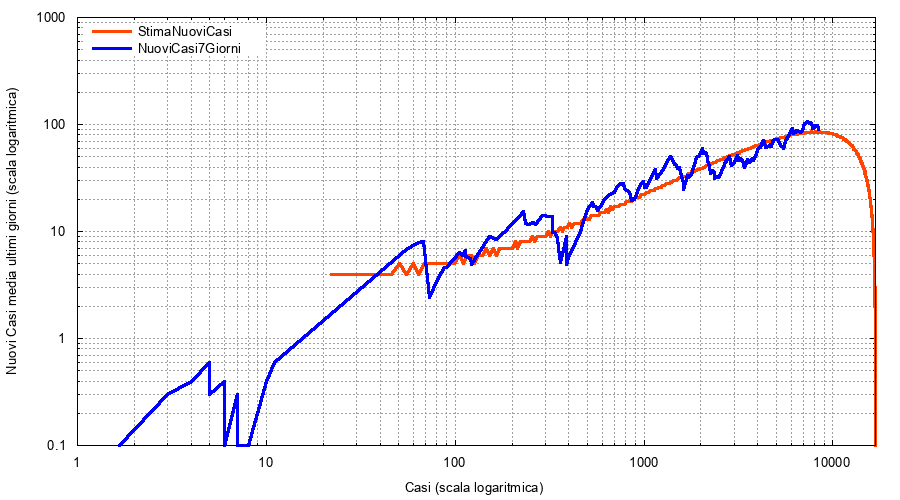 1000
StimaNuoviCasi
NuoviCasi7Giorni
100
10
1
0.1
Nuovi Casi media ultimi giorni (scala logaritmica)
1 10 100 1000 10000
Casi (scala logaritmica)